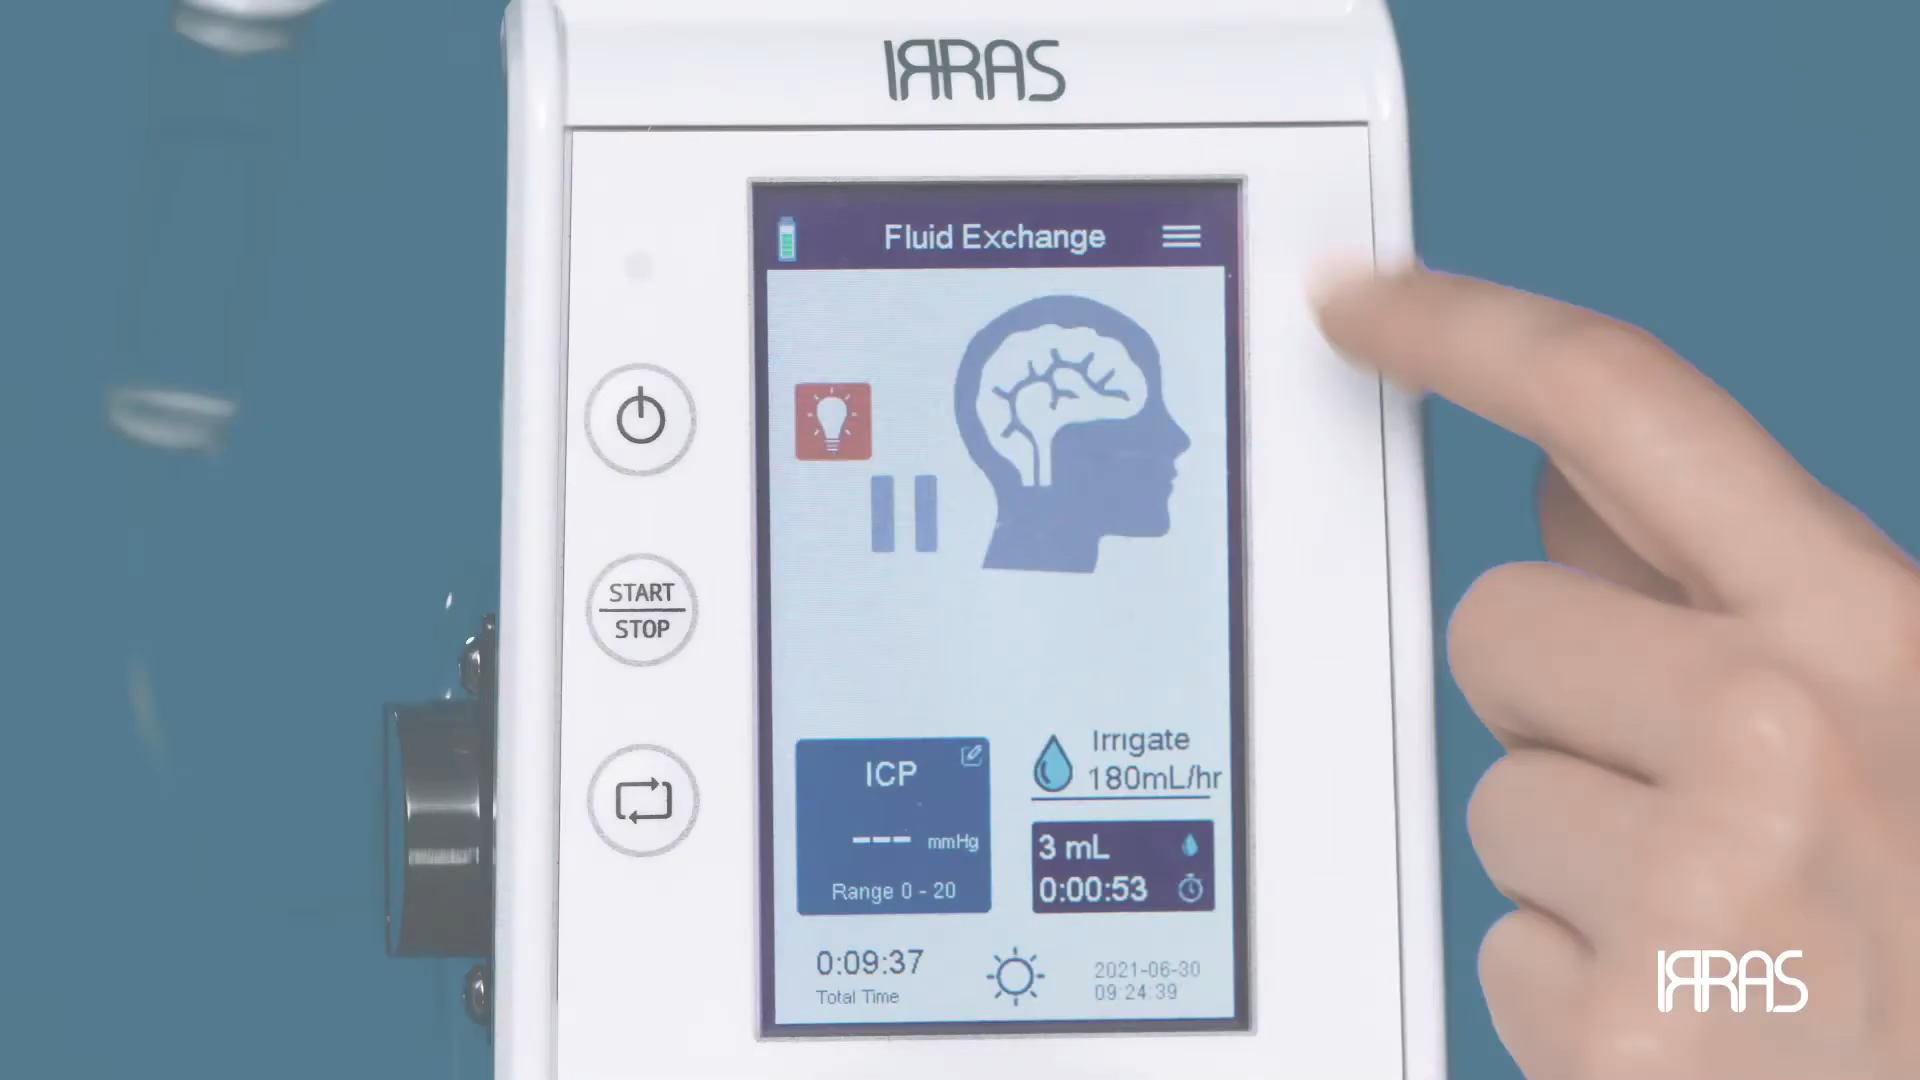 IRRAS
Fluid Exchange
START
STOP
ICP
--- mmHg
Range 0 - 20
Irrigate
180mL/hr
3 mL
0:00:53
0:09:37
Total Time
2021-06-30
09:24:39
IRRAS